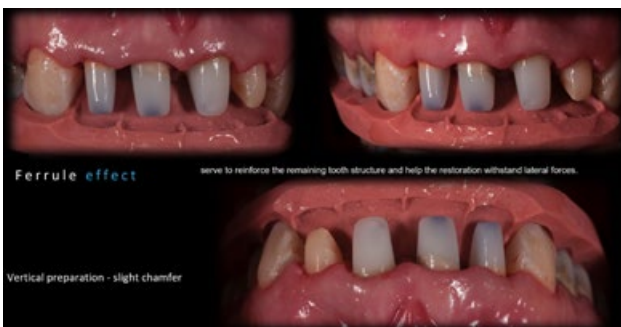 Ferrule effect
serve to reinforce the remaining tooth structure and help the restoration withstand lateral forces.
Vertical preparation - slight chamfer